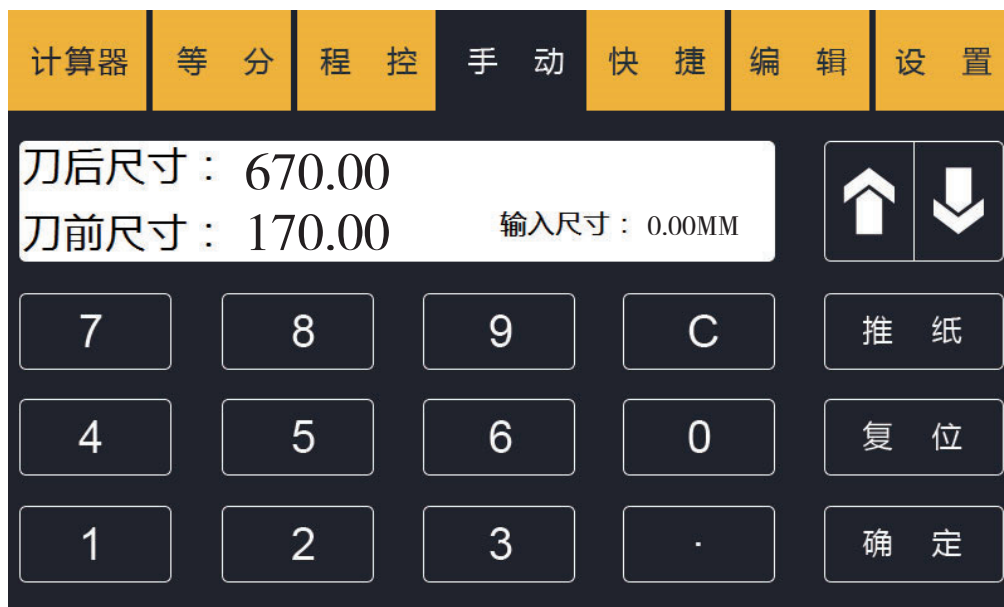 计算器 等分 程控 手动 快捷 编辑 设置
刀后尺寸： 670.00
刀前尺寸： 170.00 输入尺寸： 0.00MM
7 8 9 C 推纸
4 5 6 0 复位
1 2 3 . 确定